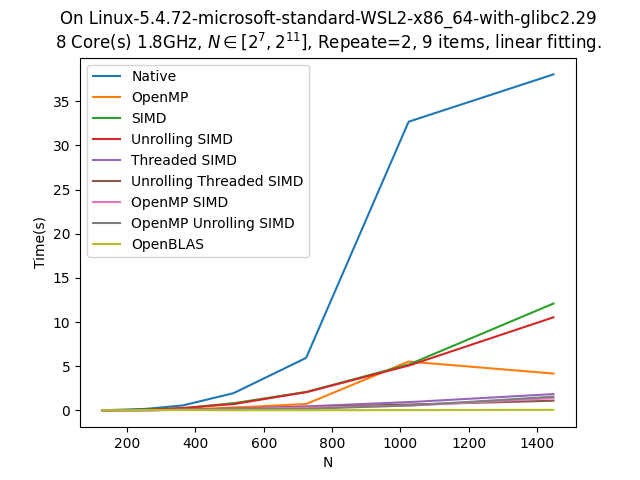 On Linux-5.4.72-microsoft-standard-WSL2-x86_64-with-glibc2.29
8 Core(s) 1.8GHz, N ∈ [2^7, 2^11], Repeate=2, 9 items, linear fitting.
Native
OpenMP
SIMD
Unrolling SIMD
Threaded SIMD
Unrolling Threaded SIMD
OpenMP SIMD
OpenMP Unrolling SIMD
OpenBLAS
Time(s)
35
30
25
20
15
10
5
0
200 400 600 800 1000 1200 1400
N